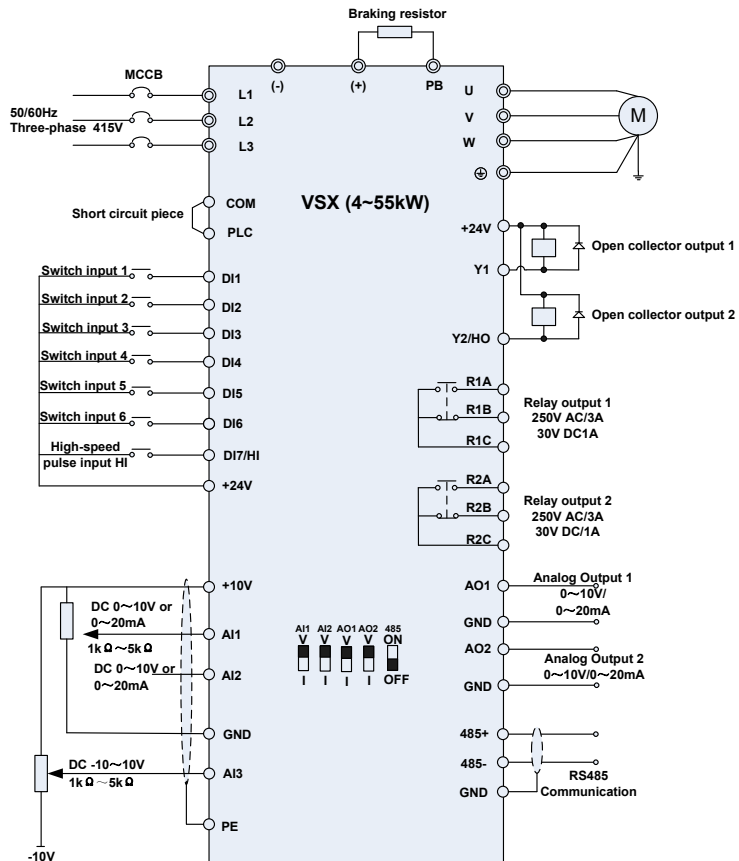 Braking resistor
MCCB
(-)
(+)
PB
50/60Hz
Three-phase 415V
L1
L2
L3
U
V
W
M
VSX (4~55kW)
Short circuit piece
COM
PLC
+24V
Y1
Open collector output 1
Y2/HO
Open collector output 2
Switch input 1
DI1
Switch input 2
DI2
Switch input 3
DI3
Switch input 4
DI4
Switch input 5
DI5
Switch input 6
DI6
High-speed
pulse input HI
DI7/HI
+24V
R1A
R1B
R1C
Relay output 1
250V AC/3A
30V DC1A
R2A
R2B
R2C
Relay output 2
250V AC/3A
30V DC/1A
+10V
DC 0~10V or
0~20mA
1kΩ~5kΩ
AI1
DC 0~10V or
0~20mA
AI2
GND
DC -10~10V
1kΩ~5kΩ
AI3
PE
-10V
AI1 AI2 AO1 AO2 485
V V V V ON
I I I I OFF
AO1
Analog Output 1
0~10V/
0~20mA
GND
AO2
Analog Output 2
0~10V/0~20mA
GND
485+
485-
GND
RS485
Communication